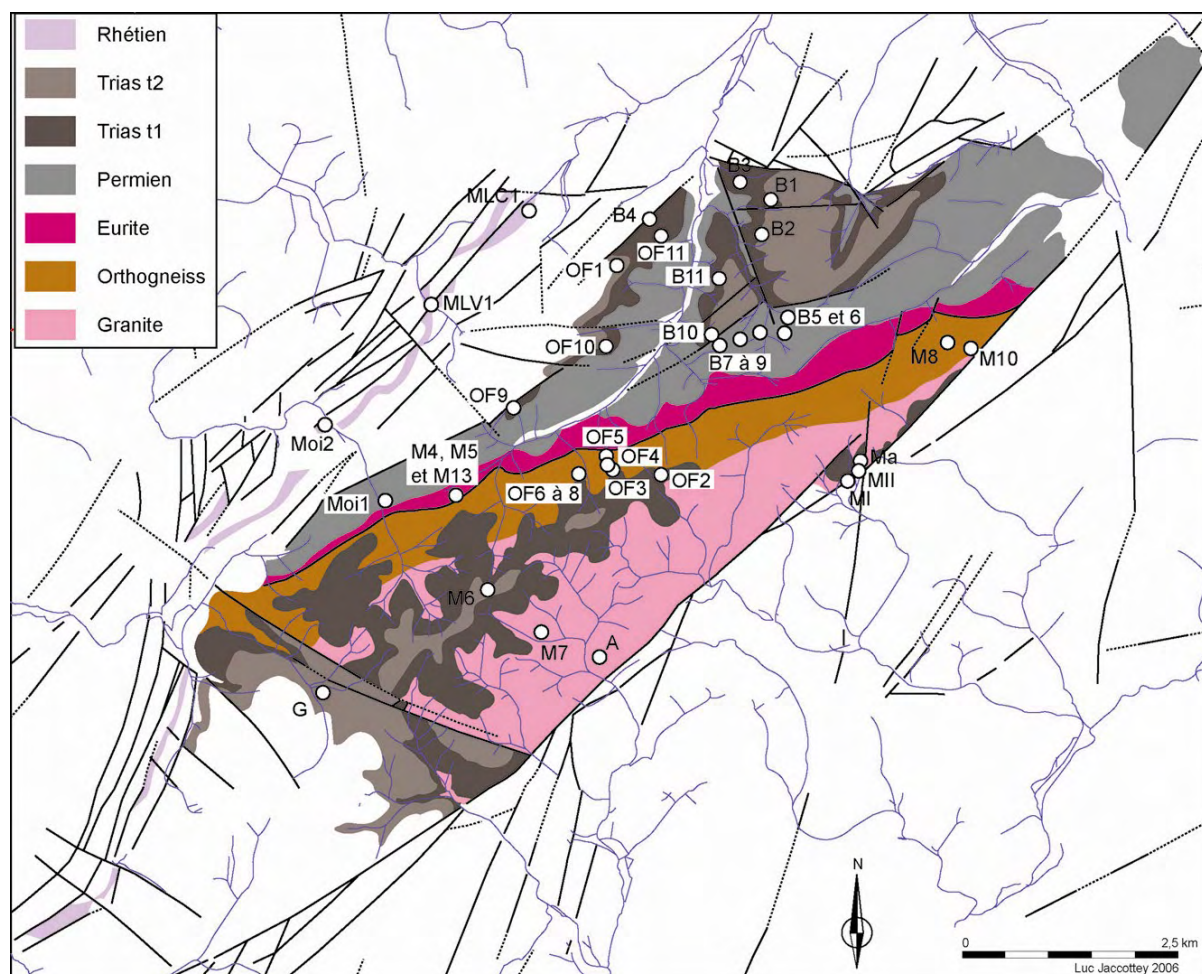 Rhétien
Trias t2
Trias t1
Permien
Eurite
Orthogneiss
Granite
B3
B1
MLC1
B4
B2
OF11
OF1
B11
MLV1
B5 et 6
B10
OF10
M8
M10
B7 à 9
OF9
Moi2
OF5
M4, M5
et M13
OF4
Ma
MII
OF6 à 8
OF3
OF2
MI
Moi1
M6
M7
A
G
N
0
2,5 km
Luc Jaccottey 2006